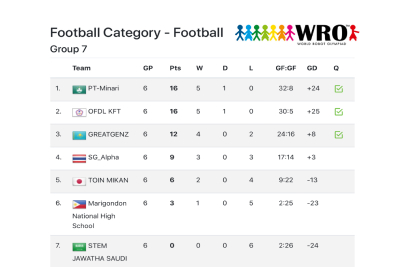 Football Category - Football
WRO
WORLD ROBOT OLYMPIAD
Group 7
Team GP Pts W D L GF:GF GD Q
1. PT-Minari 6 16 5 1 0 32:8 +24
2. OFDL KFT 6 16 5 1 0 30:5 +25
3. GREATGENZ 6 12 4 0 2 24:16 +8
4. SG_Alpha 6 9 3 0 3 17:14 +3
5. TOIN MIKAN 6 6 2 0 4 9:22 -13
6. Marigondon 6 3 1 0 5 2:25 -23
National High
School
7. STEM 6 0 0 0 6 2:26 -24
JAWATHA SAUDI